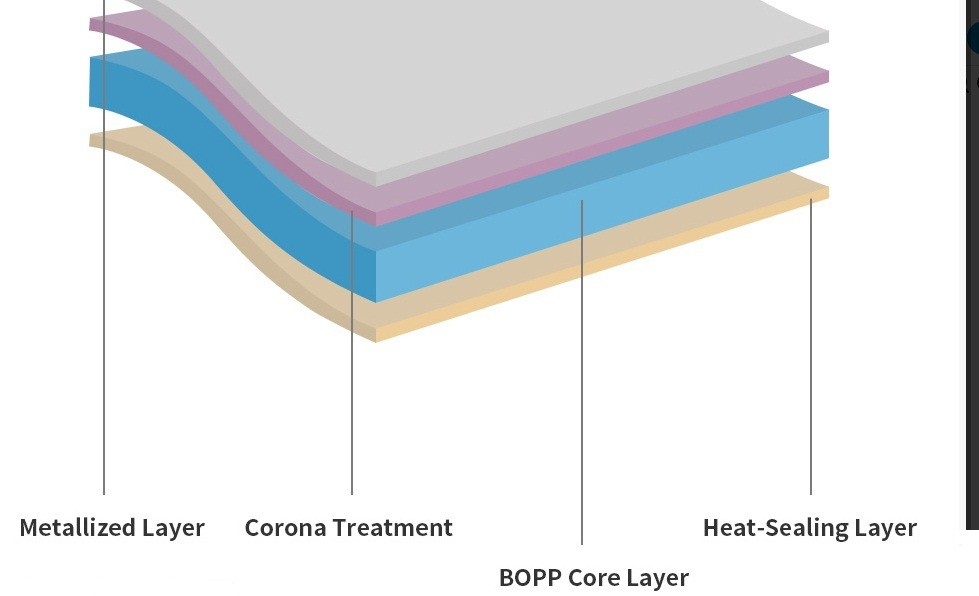 Metallized Layer
Corona Treatment
Heat-Sealing Layer
BOPP Core Layer